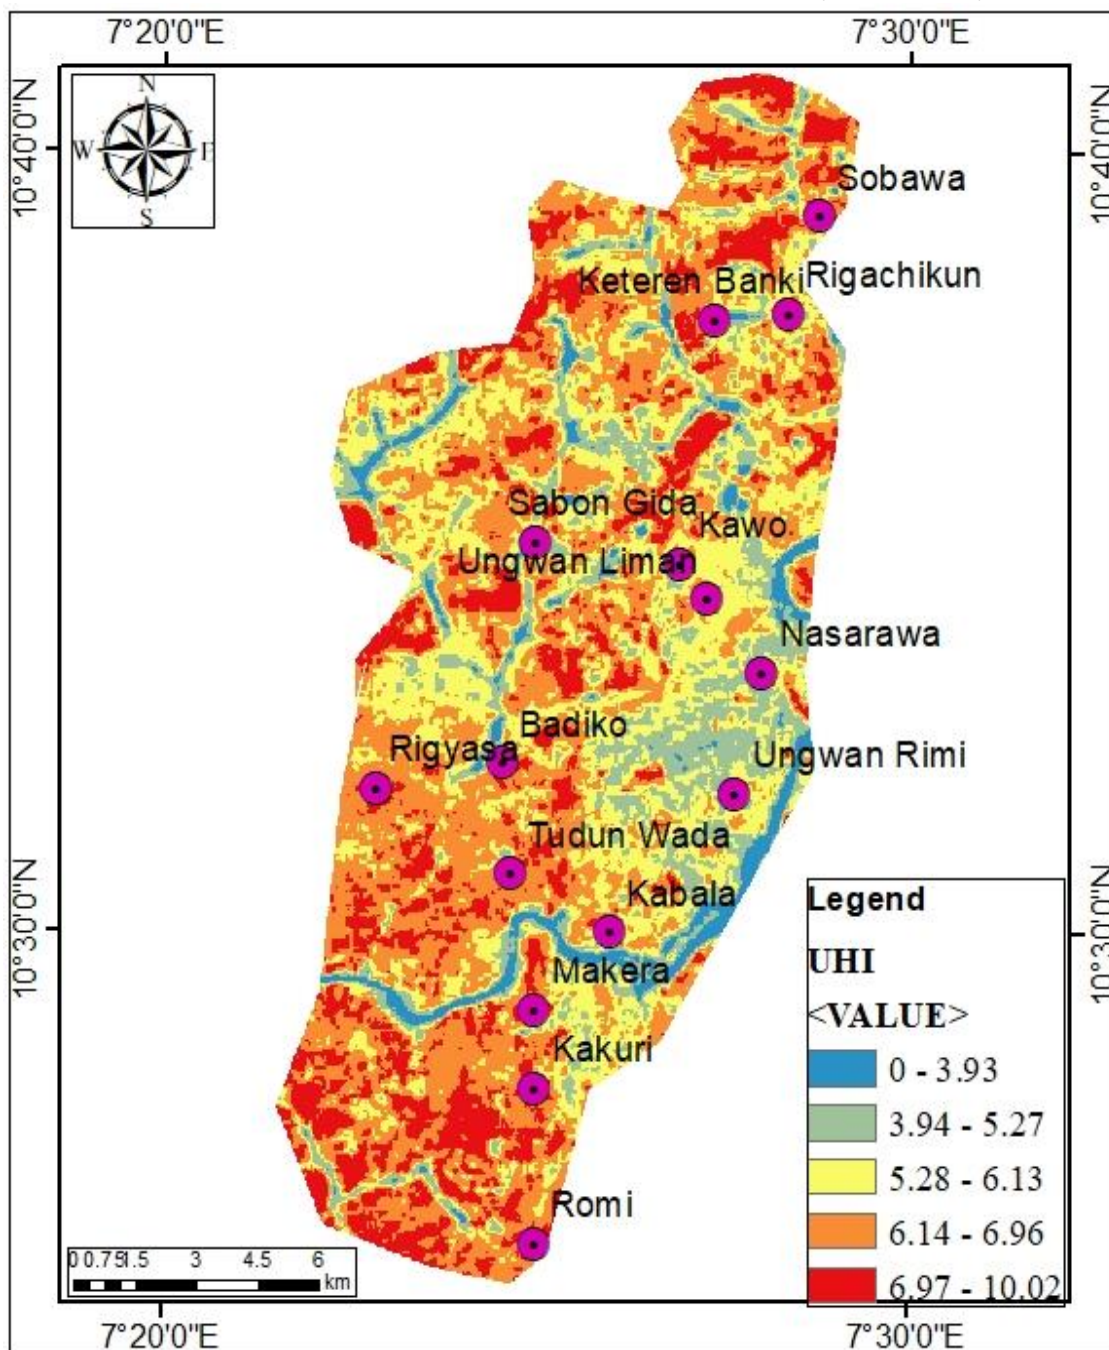 7°20'0"E
7°30'0"E
10°40'0"N
10°40'0"N
N
W
E
S
Sobawa
Keteren Banki
Rigachikun
Sabon Gida
Kawo
Ungwan Liman
Nasarawa
Badiko
Rigyasa
Ungwan Rimi
Tudun Wada
Kabala
10°30'0"N
10°30'0"N
Makera
Kakuri
Romi
Legend
UHI
<VALUE>
0 - 3.93
3.94 - 5.27
5.28 - 6.13
6.14 - 6.96
6.97 - 10.02
0 0.75 1.5 3 4.5 6
km
7°20'0"E
7°30'0"E